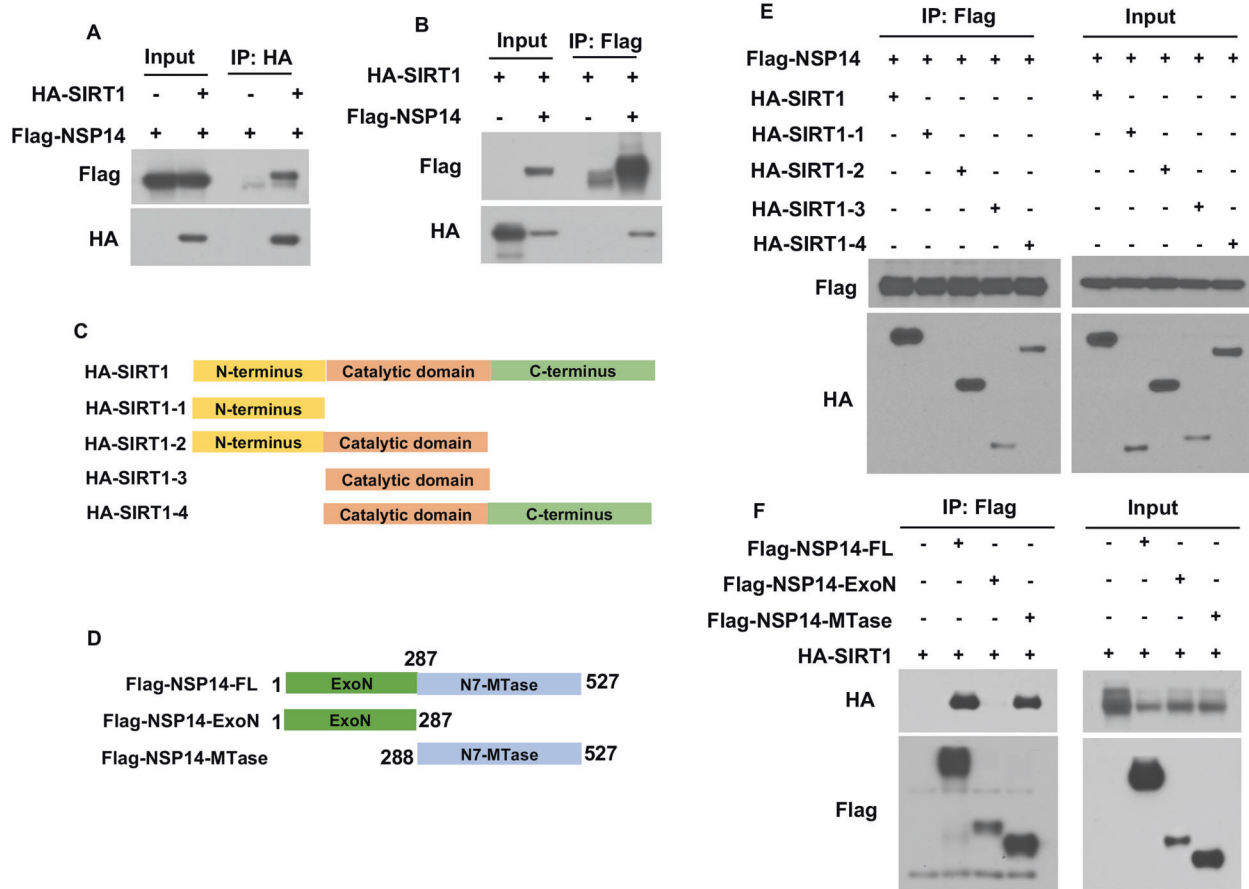 A
Input IP: HA
HA-SIRT1 - + - +
Flag-NSP14 + + + +
Flag
HA
B
Input IP: Flag
HA-SIRT1 + + + +
Flag-NSP14 - + - +
Flag
HA
C
HA-SIRT1 N-terminus Catalytic domain C-terminus
HA-SIRT1-1 N-terminus
HA-SIRT1-2 N-terminus Catalytic domain
HA-SIRT1-3 Catalytic domain
HA-SIRT1-4 Catalytic domain C-terminus
D
287
Flag-NSP14-FL 1 ExoN N7-MTase 527
Flag-NSP14-ExoN 1 ExoN 287
Flag-NSP14-MTase 288 N7-MTase 527
E
IP: Flag Input
Flag-NSP14 + + + + + + + + + +
HA-SIRT1 + - - - - + - - - -
HA-SIRT1-1 - + - - - - + - - -
HA-SIRT1-2 - - + - - - - + - -
HA-SIRT1-3 - - - + - - - - + -
HA-SIRT1-4 - - - - + - - - - +
Flag
HA
F
IP: Flag Input
Flag-NSP14-FL - + - - - + - -
Flag-NSP14-ExoN - - + - - - + -
Flag-NSP14-MTase - - - + - - - +
HA-SIRT1 + + + + + + + +
HA
Flag